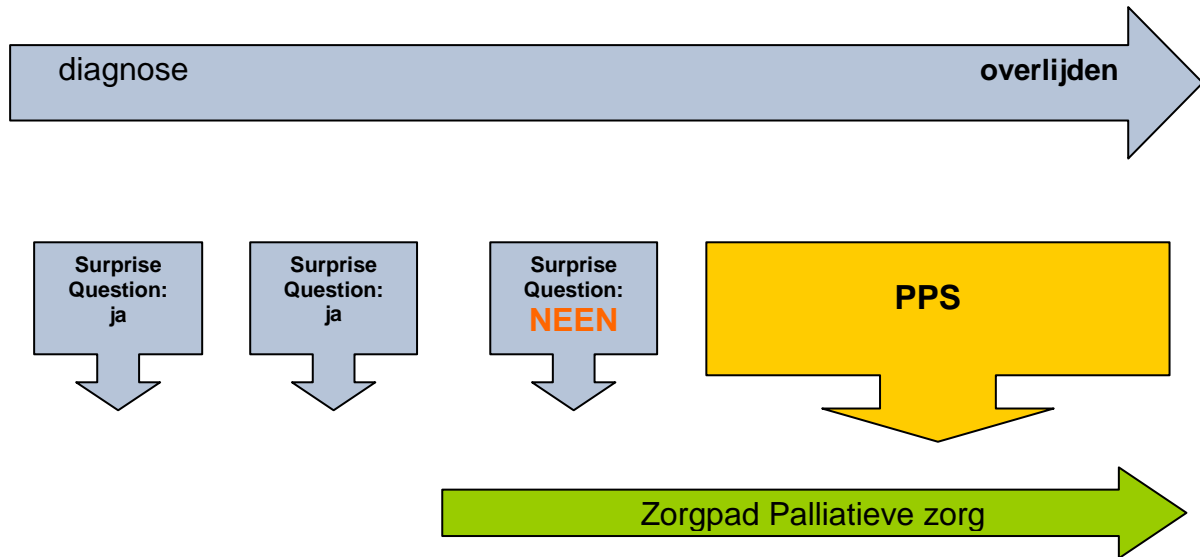 diagnose
overlijden
Surprise
Question:
ja
Surprise
Question:
ja
Surprise
Question:
NEEN
PPS
Zorgpad Palliatieve zorg